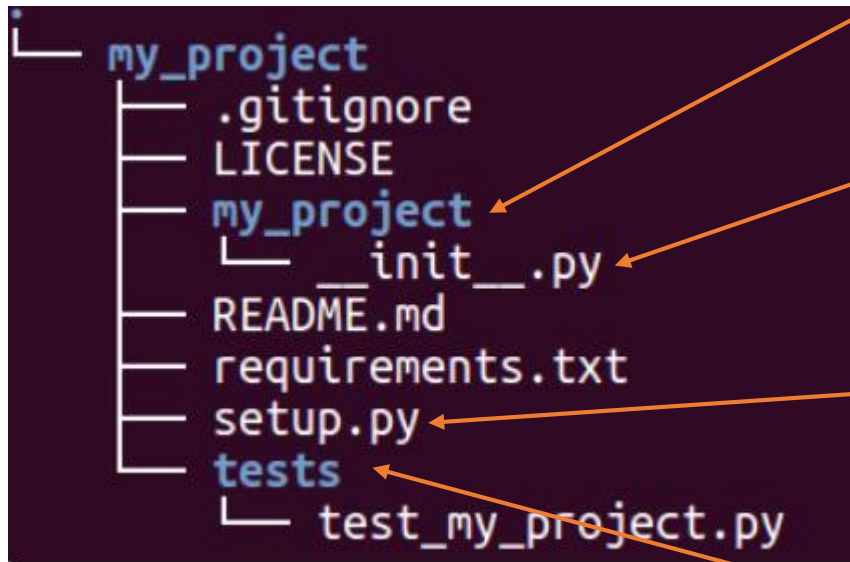 .
my_project
.gitignore
LICENSE
my_project
__init__.py
README.md
requirements.txt
setup.py
tests
test_my_project.py